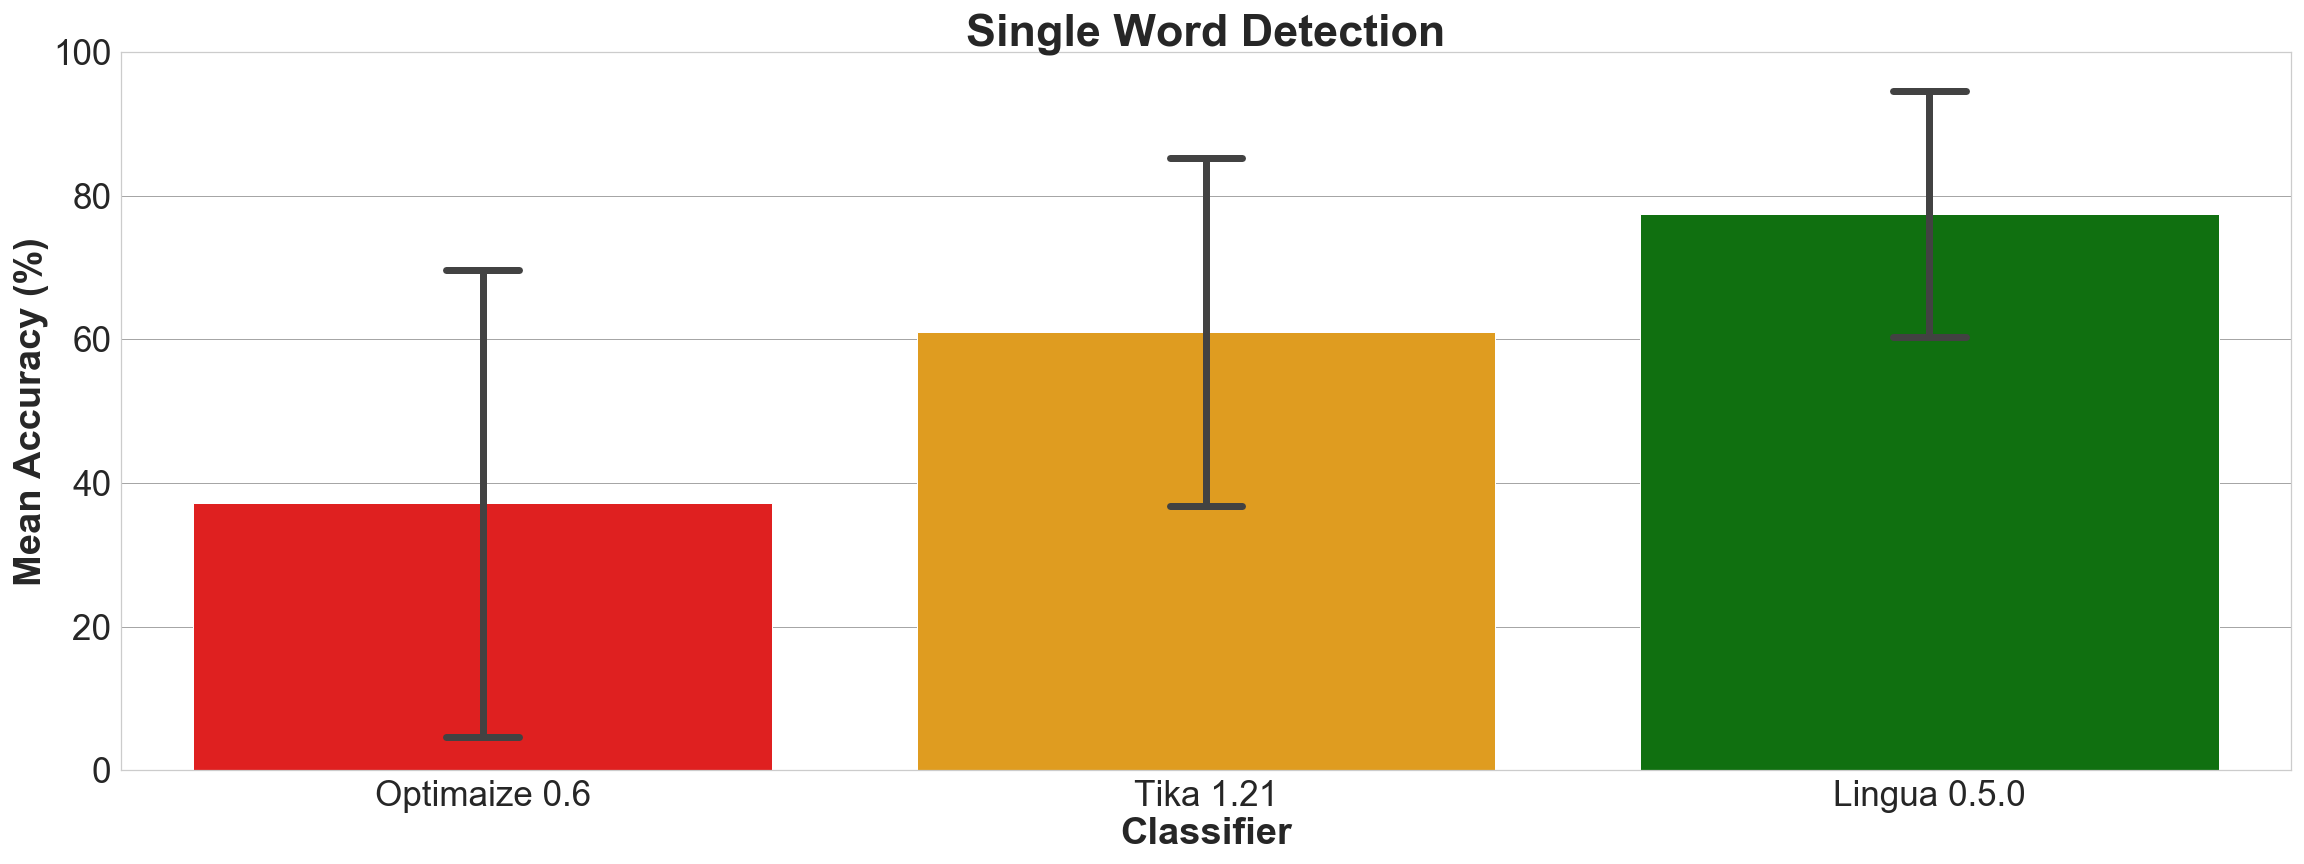 Single Word Detection
Mean Accuracy (%)
100
80
60
40
20
0
Optimaize 0.6
Tika 1.21
Lingua 0.5.0
Classifier